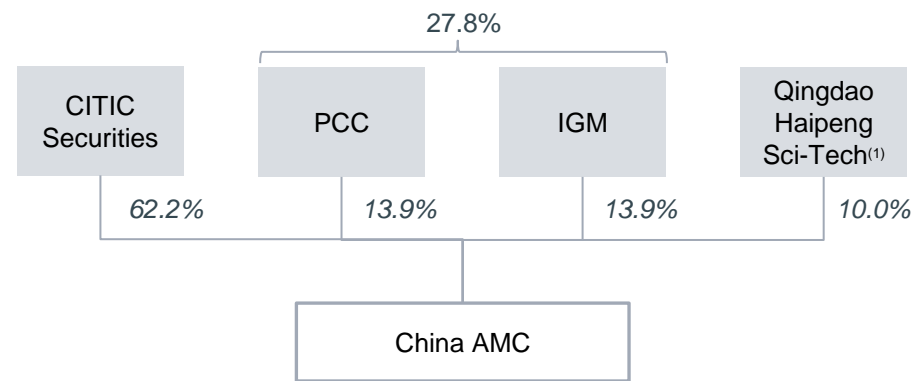 27.8%
CITIC
Securities
PCC
IGM
Qingdao
Haipeng
Sci-Tech(1)
62.2%
13.9%
13.9%
10.0%
China AMC